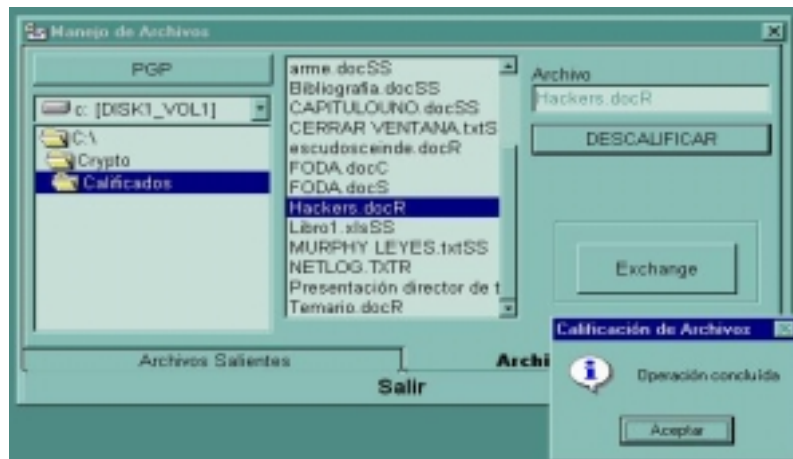 Manejo de Archivos
PGP
c: [DISK1_VOL1]
C:\
Crypto
Calificados
arme.docSS
Bibliografia.docSS
CAPITULOUNO.docSS
CERRAR VENTANA.txtS
escudosceinde.docR
FODA.docC
FODA.docS
Hackers.docR
Libro1.xlsSS
MURPHY LEYES.txtSS
NETLOG.TXTR
Presentación director de t
Temario.docR
Archivo
Hackers.docR
DESCALIFICAR
Exchange
Archivos Salientes
Archi
Salir
Calificación de Archivos
Operación concluída
Aceptar